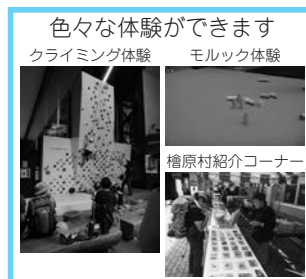 色々な体験ができます
クライミング体験
モルック体験
檜原村紹介コーナー